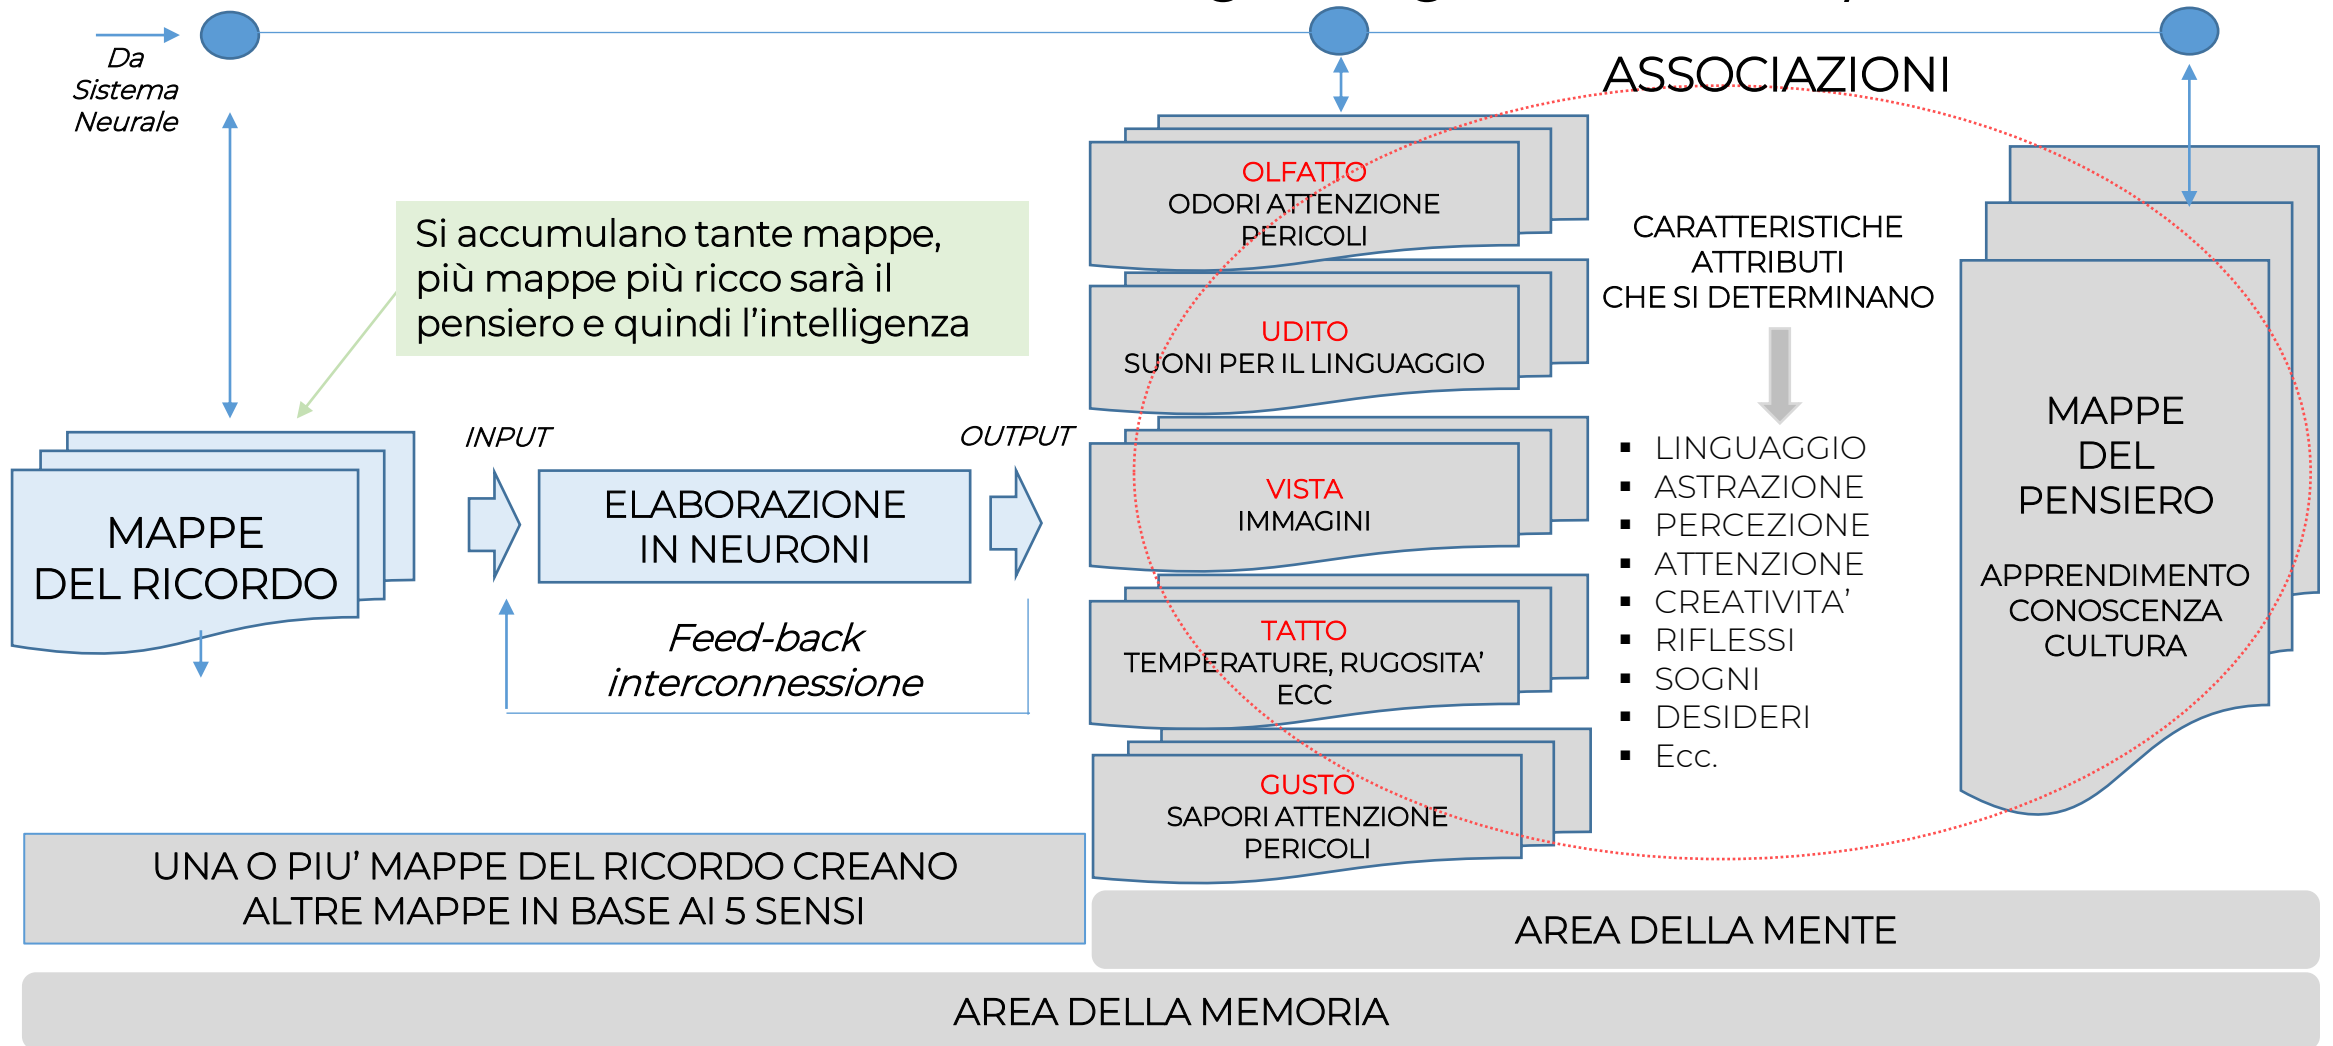 Da
Sistema
Neurale
ASSOCIAZIONI
Si accumulano tante mappe,
più mappe più ricco sarà il
pensiero e quindi l'intelligenza
MAPPE
DEL RICORDO
INPUT
ELABORAZIONE
IN NEURONI
OUTPUT
Feed-back
interconnessione
OLFATTO
ODORI ATTENZIONE
PERICOLI
UDITO
SUONI PER IL LINGUAGGIO
VISTA
IMMAGINI
TATTO
TEMPERATURE, RUGOSITA'
ECC
GUSTO
SAPORI ATTENZIONE
PERICOLI
CARATTERISTICHE
ATTRIBUTI
CHE SI DETERMINANO
▪ LINGUAGGIO
▪ ASTRAZIONE
▪ PERCEZIONE
▪ ATTENZIONE
▪ CREATIVITA'
▪ RIFLESSI
▪ SOGNI
▪ DESIDERI
▪ Ecc.
MAPPE
DEL
PENSIERO
APPRENDIMENTO
CONOSCENZA
CULTURA
UNA O PIU' MAPPE DEL RICORDO CREANO
ALTRE MAPPE IN BASE AI 5 SENSI
AREA DELLA MENTE
AREA DELLA MEMORIA